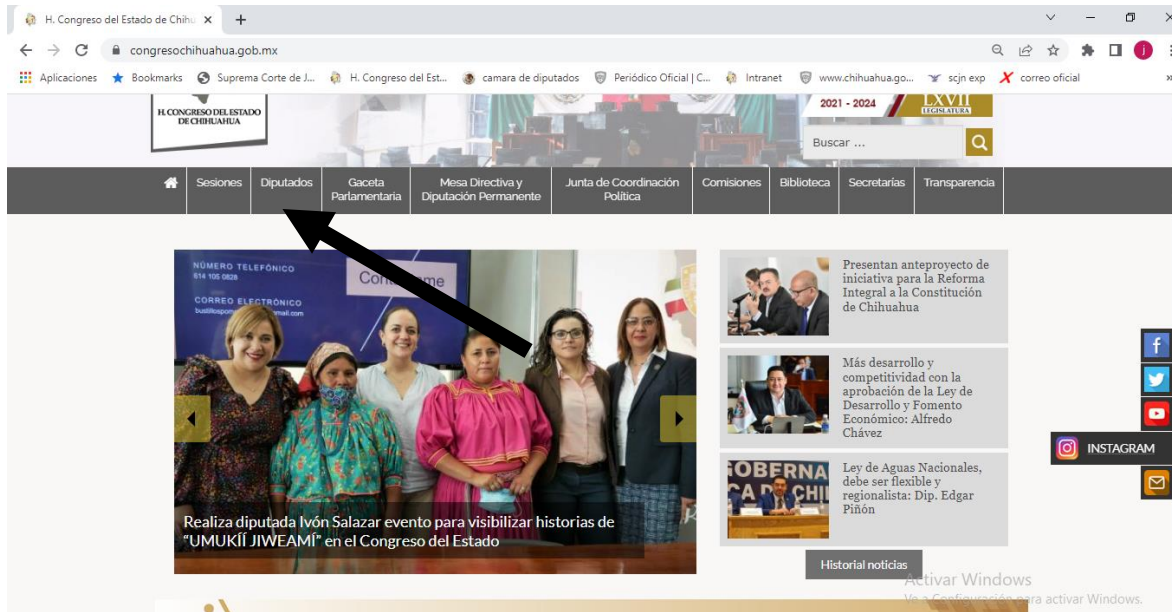 H. Congreso del Estado de Chihu
congresochihuahua.gob.mx
Aplicaciones Bookmarks Suprema Corte de J... H. Congreso del Est... camara de diputados Periódico Oficial | C... Intranet www.chihuahua.go... scjn exp correo oficial
H. CONGRESO DEL ESTADO
DE CHIHUAHUA
2021 - 2024
LXVII
LEGISLATURA
Buscar ...
Sesiones
Diputados
Gaceta
Parlamentaria
Mesa Directiva y
Diputación Permanente
Junta de Coordinación
Política
Comisiones
Biblioteca
Secretarías
Transparencia
NÚMERO TELEFÓNICO
614 105 0828
CORREO ELECTRÓNICO
Realiza diputada Ivón Salazar evento para visibilizar historias de
“UMUKÍÍ JIWEAMÍ” en el Congreso del Estado
Presentan anteproyecto de
iniciativa para la Reforma
Integral a la Constitución
de Chihuahua
Más desarrollo y
competitividad con la
aprobación de la Ley de
Desarrollo y Fomento
Económico: Alfredo
Chávez
Ley de Aguas Nacionales,
debe ser flexible y
regionalista: Dip. Edgar
Piñón
Historial noticias
INSTAGRAM
Activar Windows
Ve a Configuración para activar Windows.